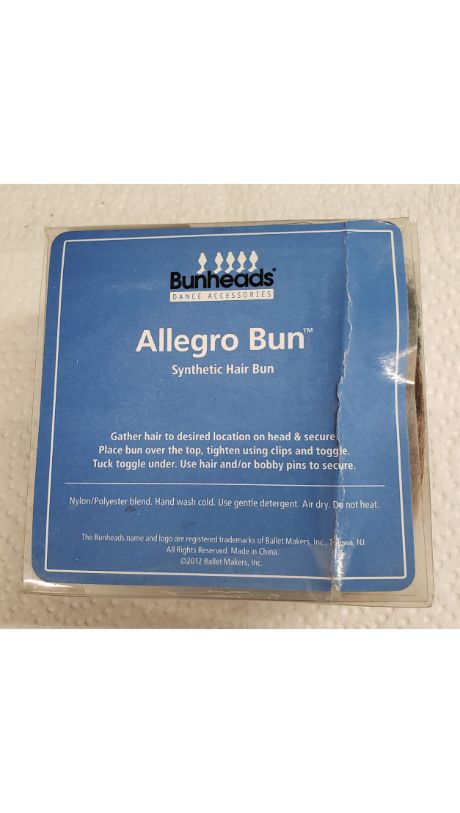 Bunheads®
DANCE ACCESSORIES
Allegro Bun™
Synthetic Hair Bun
Gather hair to desired location on head & secure.
Place bun over the top, tighten using clips and toggle.
Tuck toggle under. Use hair and/or bobby pins to secure.
Nylon/Polyester blend. Hand wash cold. Use gentle detergent. Air dry. Do not heat.
The Bunheads name and logo are registered trademarks of Ballet Makers, Inc., Totowa, NJ.
All Rights Reserved. Made in China.
©2012 Ballet Makers, Inc.